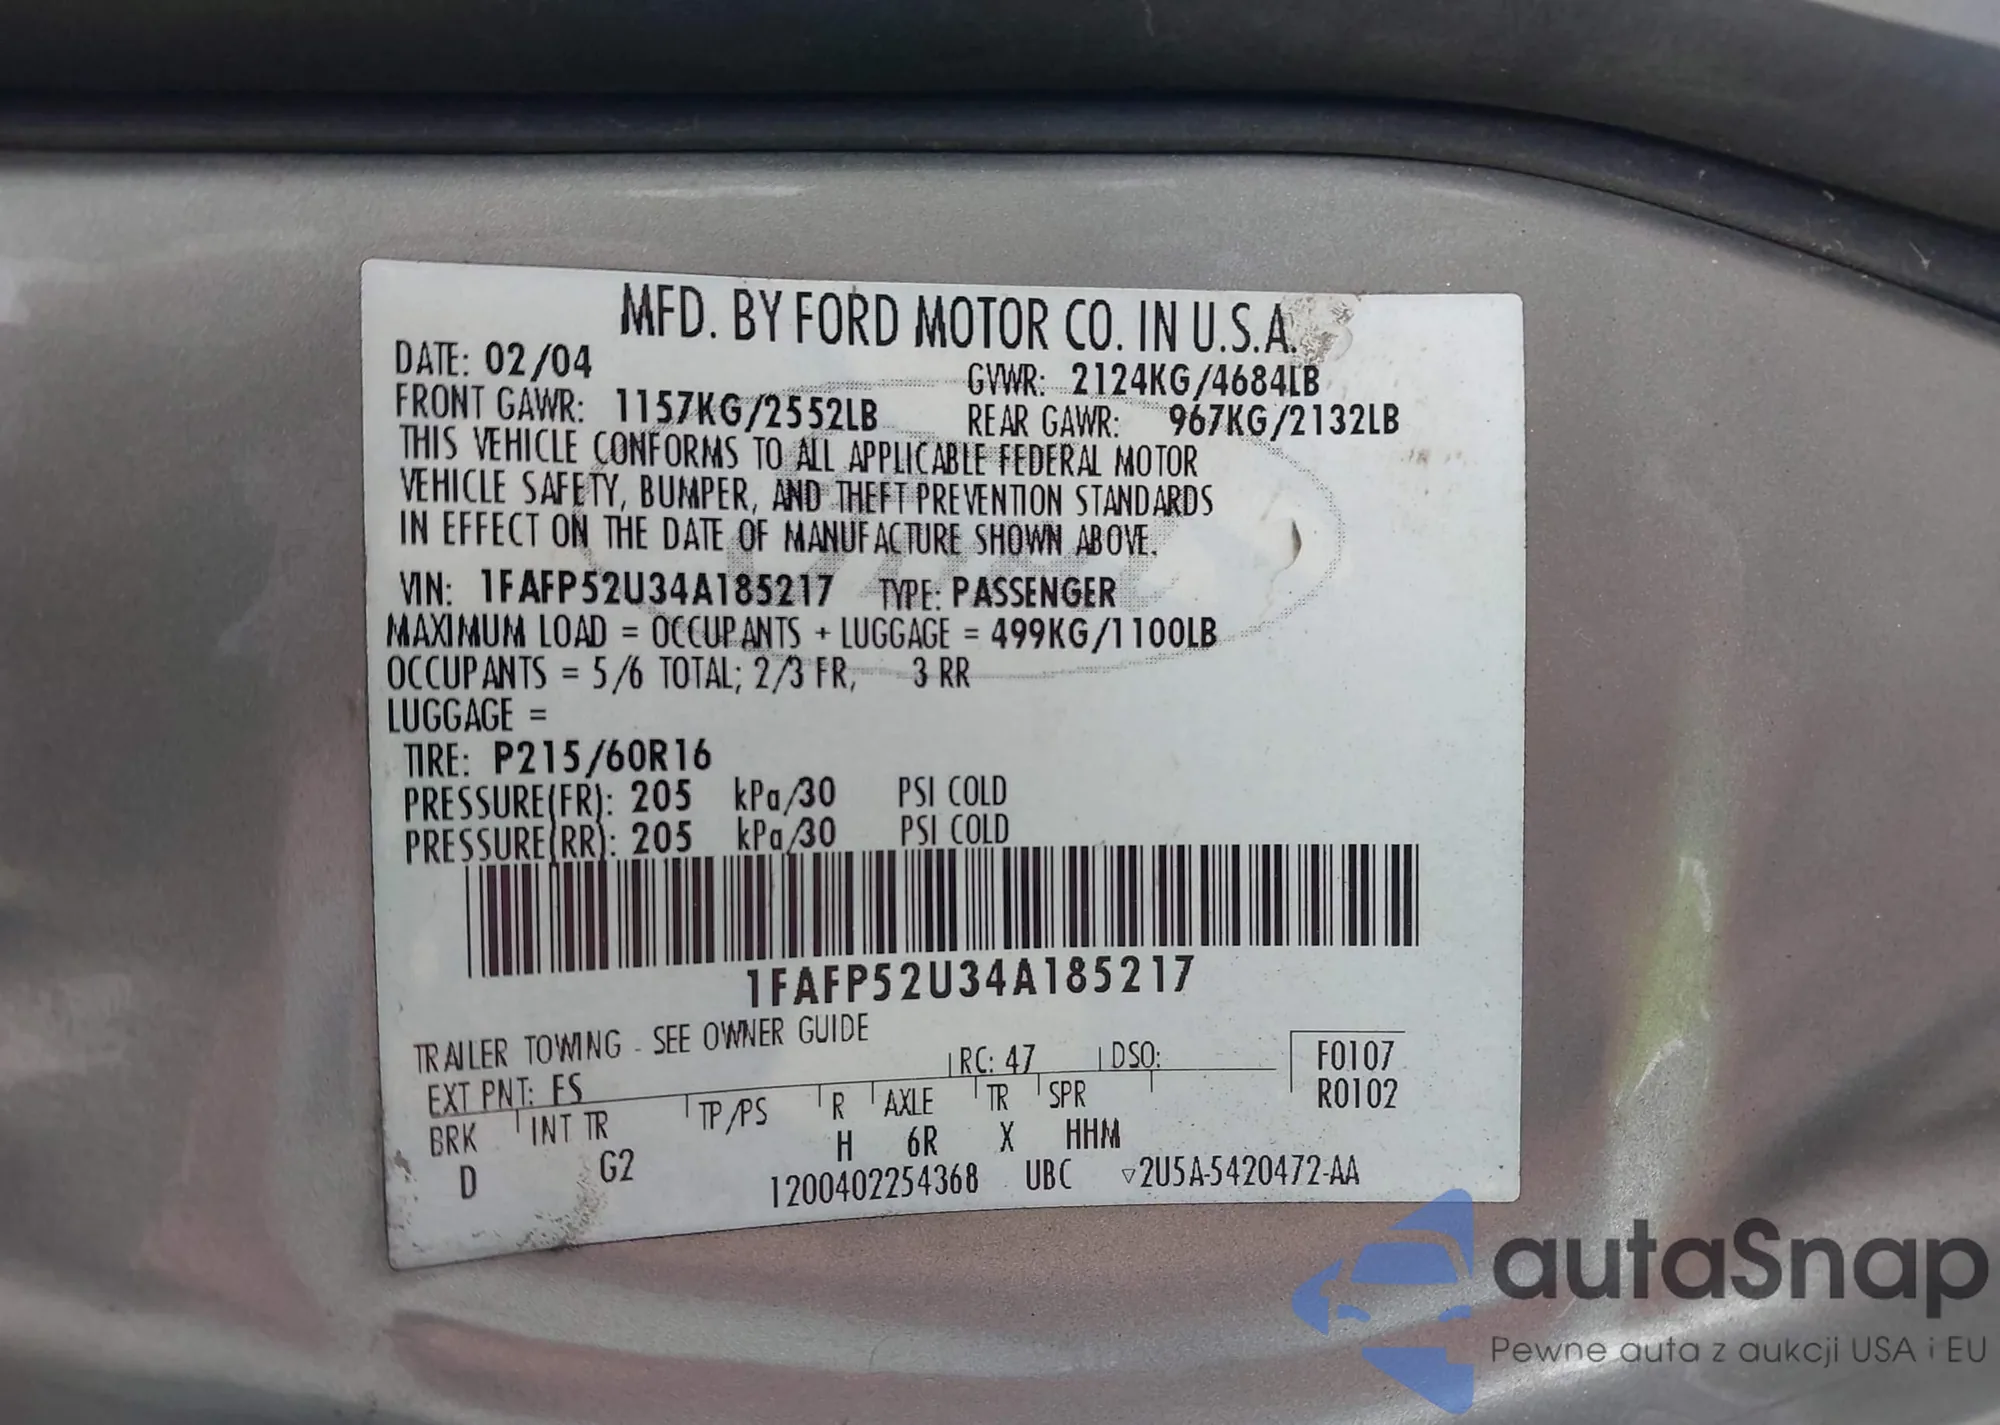 MFD. BY FORD MOTOR CO. IN U.S.A.
DATE: 02/04 GVWR: 2124KG/4684LB
FRONT GAWR: 1157KG/2552LB REAR GAWR: 967KG/2132LB
THIS VEHICLE CONFORMS TO ALL APPLICABLE FEDERAL MOTOR
VEHICLE SAFETY, BUMPER, AND THEFT PREVENTION STANDARDS
IN EFFECT ON THE DATE OF MANUFACTURE SHOWN ABOVE.
VIN: 1FAFP52U34A185217 TYPE: PASSENGER
MAXIMUM LOAD = OCCUPANTS + LUGGAGE = 499KG/1100LB
OCCUPANTS = 5/6 TOTAL; 2/3 FR, 3 RR
LUGGAGE =
TIRE: P215/60R16
PRESSURE(FR): 205 kPa/30 PSI COLD
PRESSURE(RR): 205 kPa/30 PSI COLD
1FAFP52U34A185217
TRAILER TOWING - SEE OWNER GUIDE
EXT PNT: FS RC: 47 DSO: F0107
BRK INT TR TP/PS R AXLE TR SPR R0102
D G2 H 6R X HHM
1200402254368 UBC ▽2U5A-5420472-AA
autaSnap
Pewne auta z aukcji USA i EU